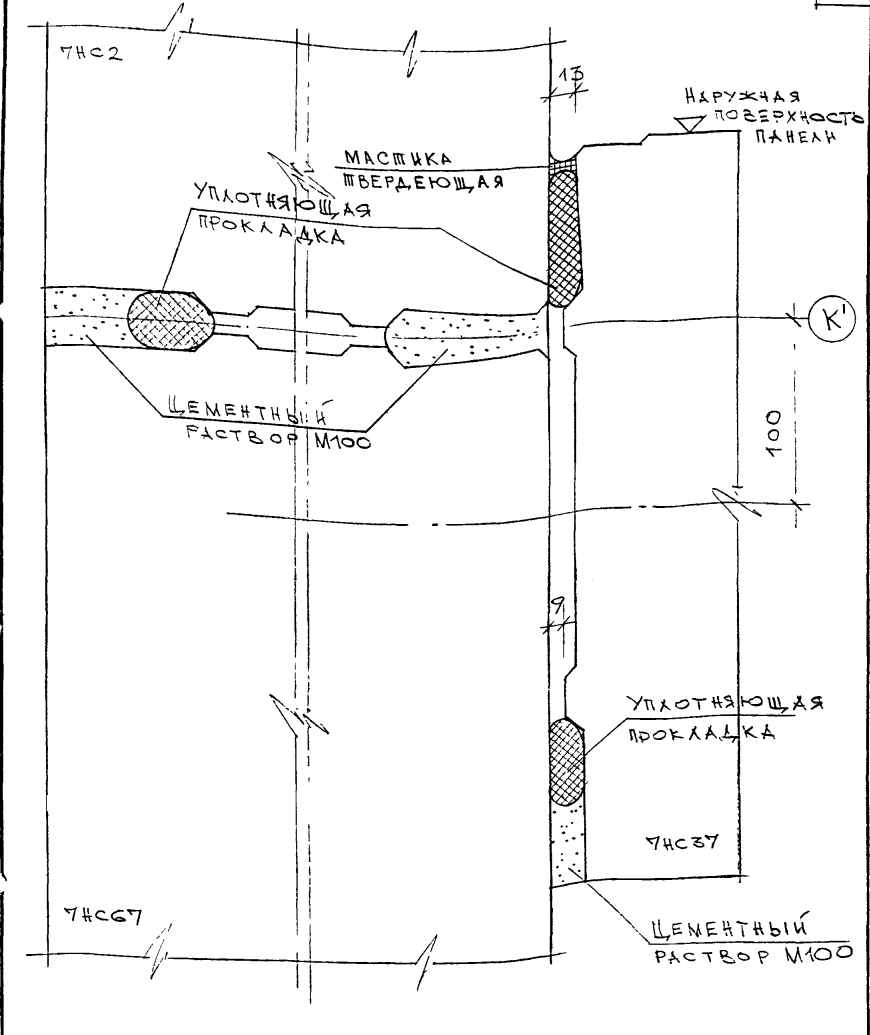 7НС2
13
НАРУЖНАЯ
ПОВЕРХНОСТЬ
ПАНЕЛИ
МАСТИКА
ТВЕРДЕЮЩАЯ
УПЛОТНЯЮЩАЯ
ПРОКЛАДКА
К'
ЦЕМЕНТНЫЙ
РАСТВОР М100
100
9
УПЛОТНЯЮЩАЯ
ПРОКЛАДКА
7НС37
7НС67
ЦЕМЕНТНЫЙ
РАСТВОР М100